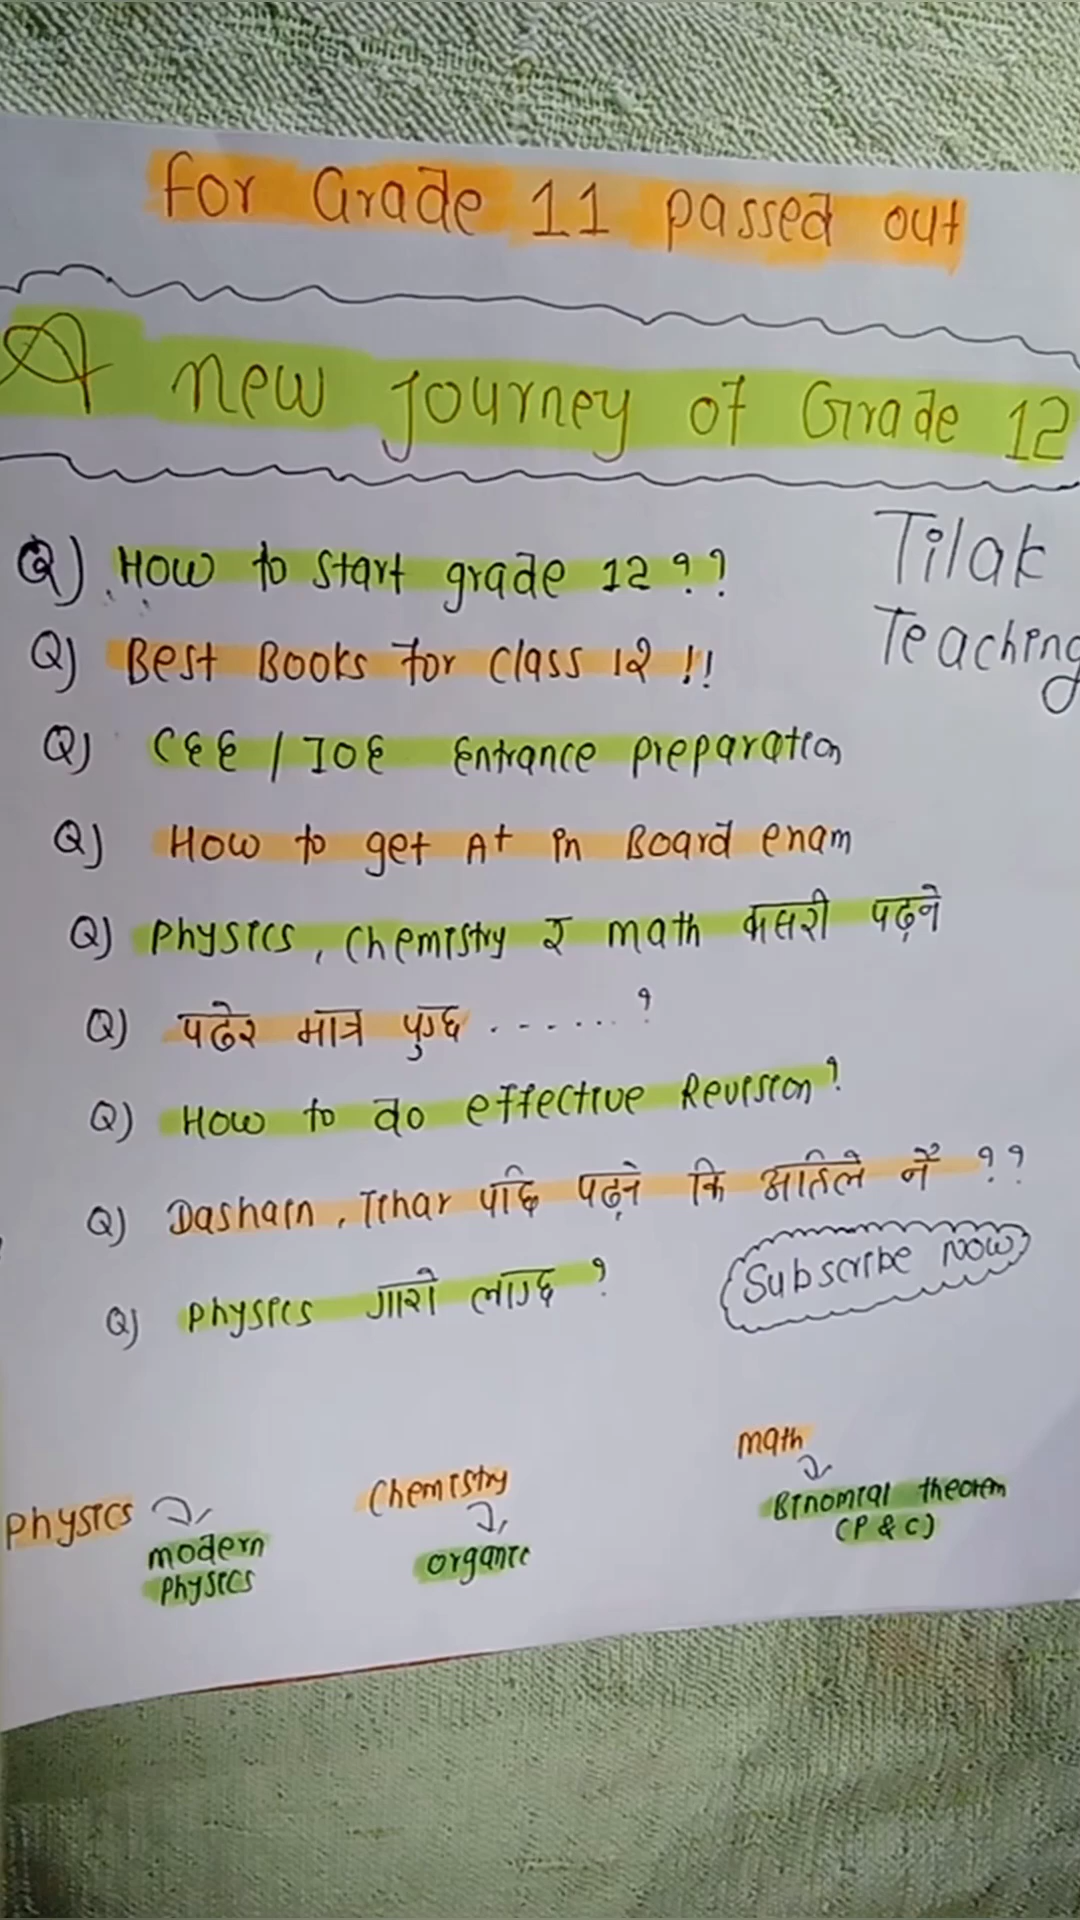 for Grade 11 passed out
A new Journey of Grade 12
Q) How to start grade 12 ??
Tilak
Teaching
Q) Best Books for class 12 !!
Q) CEE / IOE Entrance preparation
Q) How to get A+ in Board exam
Q) Physics, Chemistry र math कसरी पढ्ने
Q) पढेर मात्र पुग्छ .......?
Q) How to do effective Revision?
Q) Dashain, Tihar पछि पढ्ने कि अहिले नै ??
Subscribe Now
Q) Physics गारो लाग्छ ?
Physics
modern
Physics
Chemistry
organic
math
Binomial theorem
(P & C)